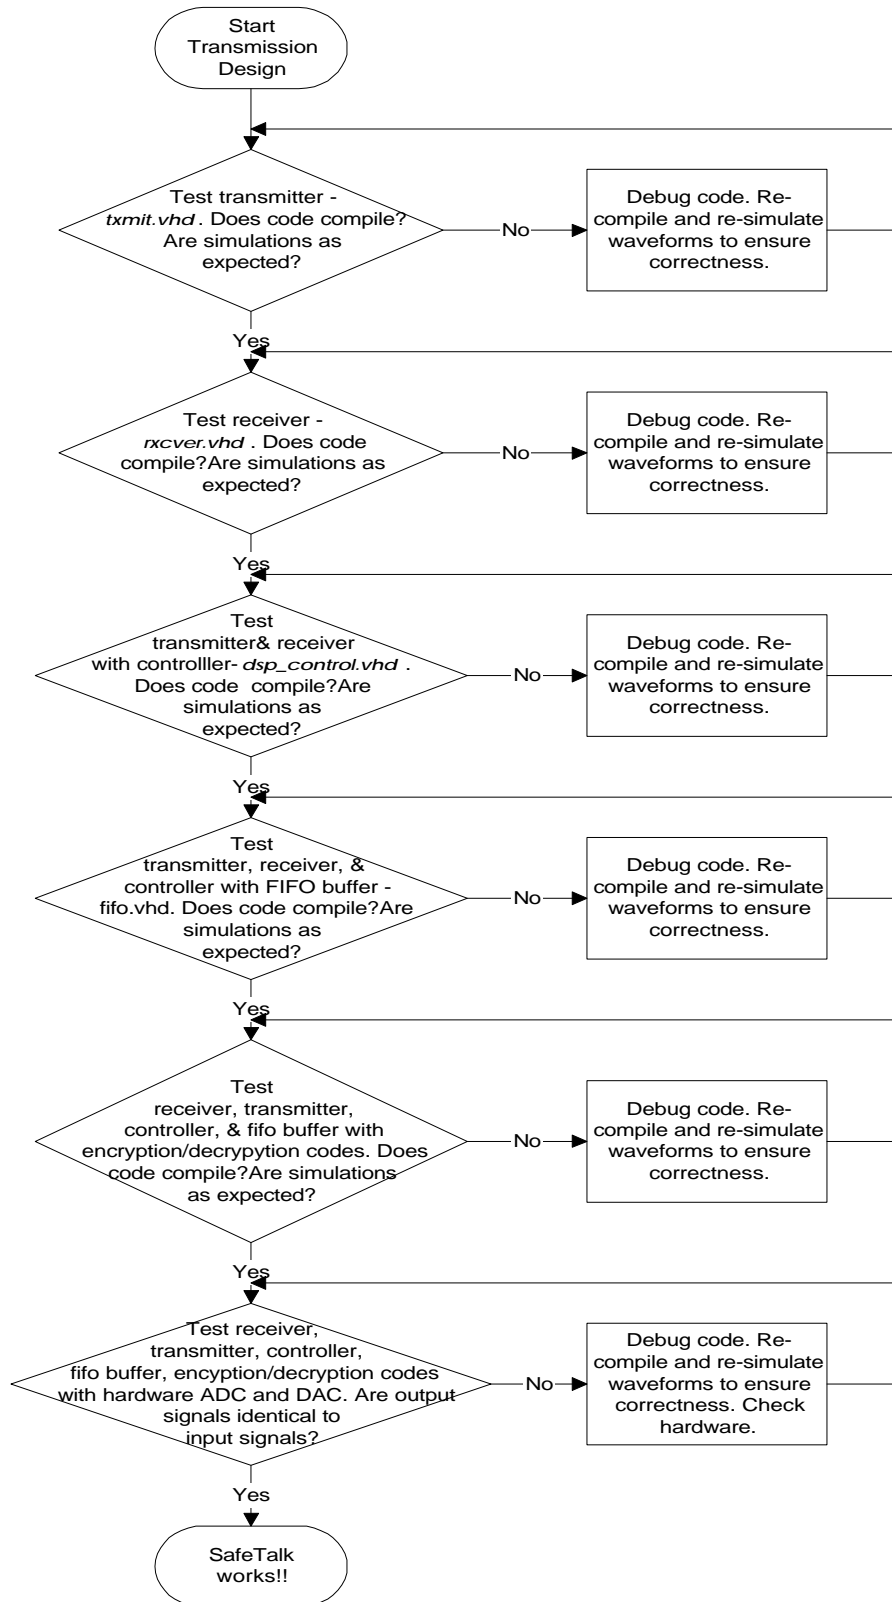 Start
Transmission
Design
Test transmitter -
txmit.vhd . Does code compile?
Are simulations as
expected?
No
Debug code. Re-
compile and re-simulate
waveforms to ensure
correctness.
Yes
Test receiver -
rxcver.vhd . Does code
compile?Are simulations as
expected?
No
Debug code. Re-
compile and re-simulate
waveforms to ensure
correctness.
Yes
Test
transmitter& receiver
with controlller- dsp_control.vhd .
Does code compile?Are
simulations as
expected?
No
Debug code. Re-
compile and re-simulate
waveforms to ensure
correctness.
Yes
Test
transmitter, receiver, &
controller with FIFO buffer -
fifo.vhd. Does code compile?Are
simulations as
expected?
No
Debug code. Re-
compile and re-simulate
waveforms to ensure
correctness.
Yes
Test
receiver, transmitter,
controller, & fifo buffer with
encryption/decrypytion codes. Does
code compile?Are simulations
as expected?
No
Debug code. Re-
compile and re-simulate
waveforms to ensure
correctness.
Yes
Test receiver,
transmitter, controller,
fifo buffer, encyption/decryption codes
with hardware ADC and DAC. Are output
signals identical to
input signals?
No
Debug code. Re-
compile and re-simulate
waveforms to ensure
correctness. Check
hardware.
Yes
SafeTalk
works!!